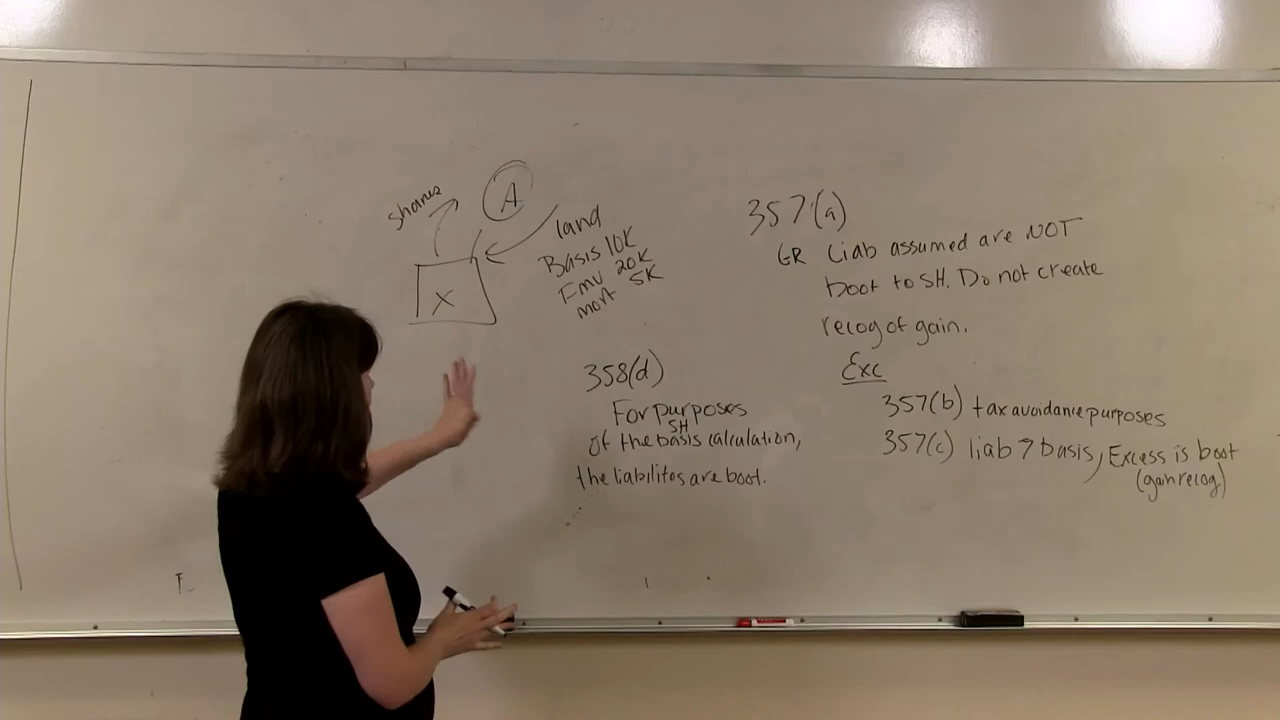 shares
A
X
land
Basis 10K
Fmv 20K
mort 5K
358(d)
For purposes
SH
of the basis calculation,
the liabilites are boot.
357(a)
GR Liab assumed are NOT
boot to SH. Do not create
recog of gain.
Exc
357(b) tax avoidance purposes
357(c) liab > basis, Excess is boot
(gain recog)